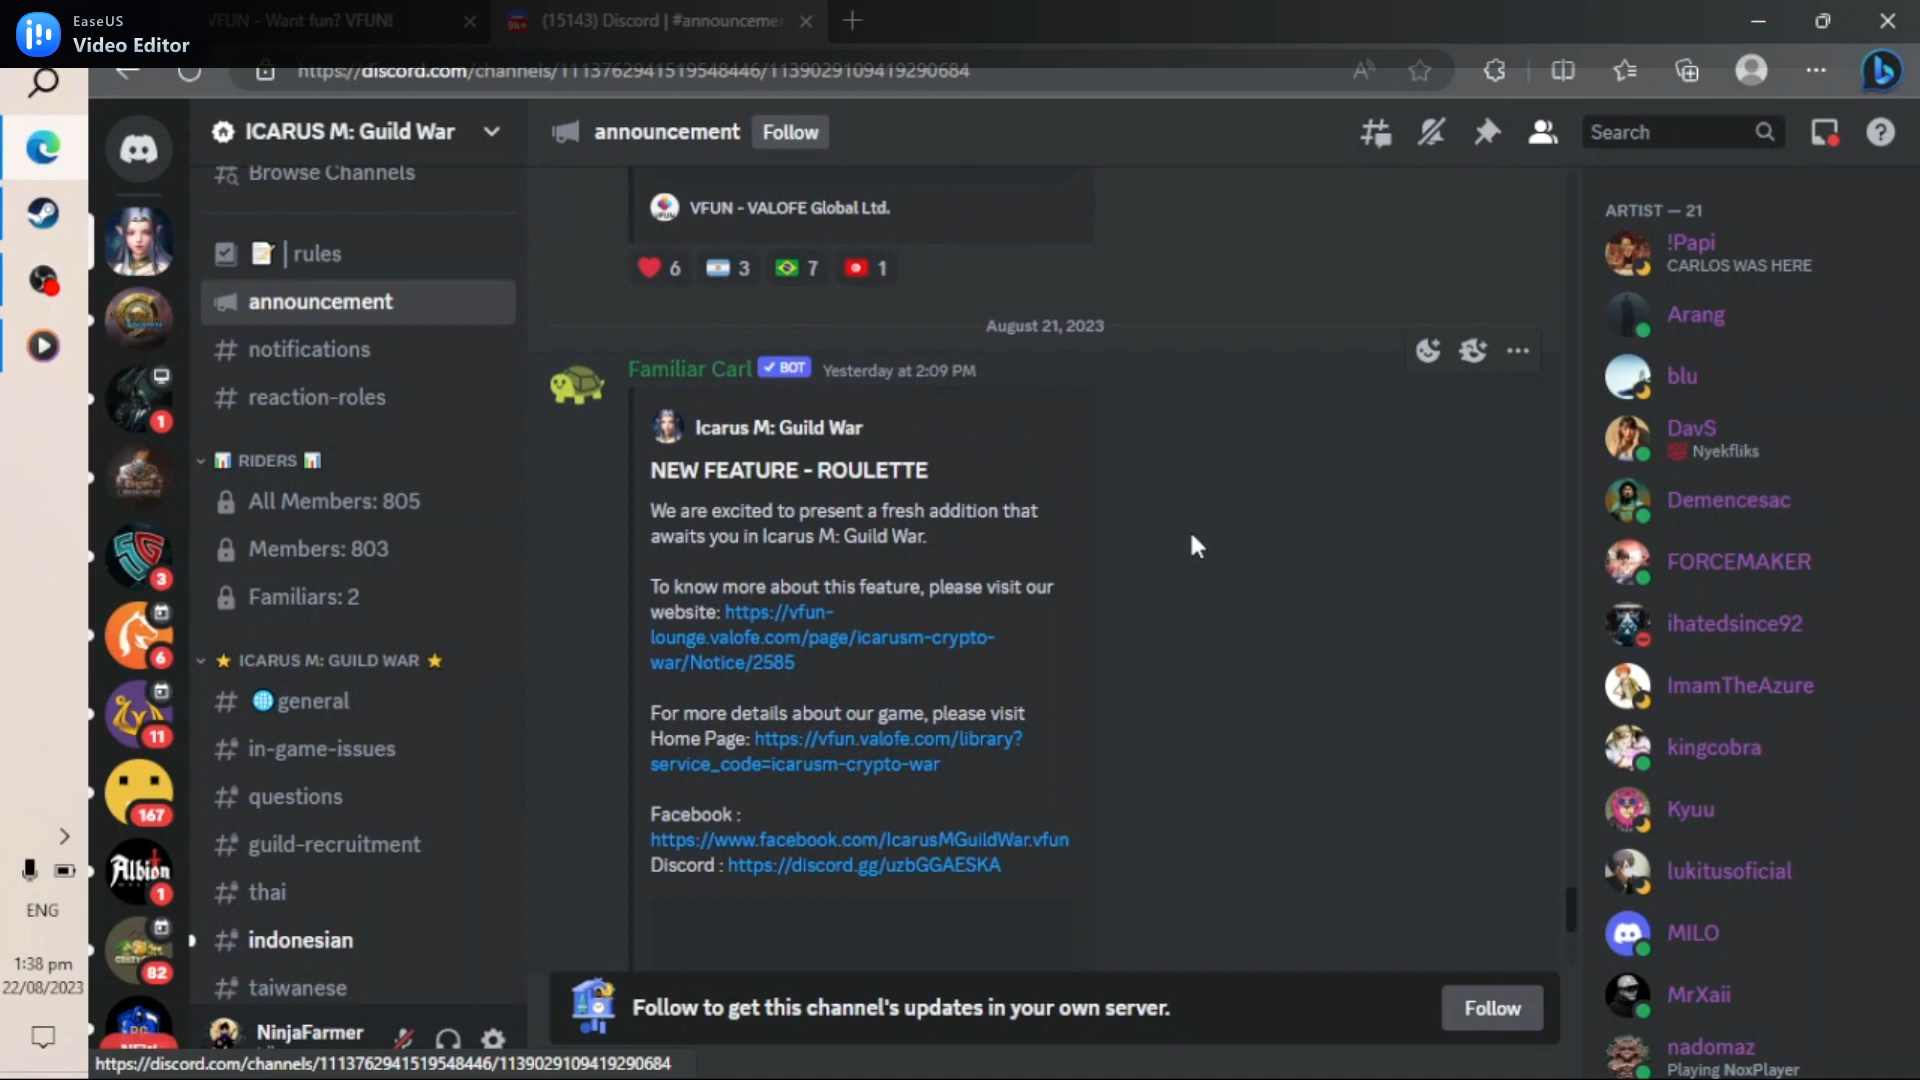 EaseUS
Video Editor
VFUN - Want fun? VFUN!
(15143) Discord | #announcemen
https://discord.com/channels/1113762941519548446/1139029109419290684
ICARUS M: Guild War
announcement
Follow
Search
Browse Channels
rules
announcement
notifications
reaction-roles
RIDERS
All Members: 805
Members: 803
Familiars: 2
ICARUS M: GUILD WAR
general
in-game-issues
questions
guild-recruitment
thai
indonesian
taiwanese
NinjaFarmer
1
3
6
11
167
Albion
1
82
NEW
ENG
1:38 pm
22/08/2023
VFUN - VALOFE Global Ltd.
6
3
7
1
August 21, 2023
Familiar Carl
BOT
Yesterday at 2:09 PM
Icarus M: Guild War
NEW FEATURE - ROULETTE
We are excited to present a fresh addition that
awaits you in Icarus M: Guild War.
To know more about this feature, please visit our
website: https://vfun-
lounge.valofe.com/page/icarusm-crypto-
war/Notice/2585
For more details about our game, please visit
Home Page: https://vfun.valofe.com/library?
service_code=icarusm-crypto-war
Facebook :
https://www.facebook.com/IcarusMGuildWar.vfun
Discord : https://discord.gg/uzbGGAESKA
Follow to get this channel's updates in your own server.
Follow
ARTIST — 21
!Papi
CARLOS WAS HERE
Arang
blu
DavS
Nyekfliks
Demencesac
FORCEMAKER
ihatedsince92
ImamTheAzure
kingcobra
Kyuu
lukitusoficial
MILO
MrXaii
nadomaz
Playing NoxPlayer
https://discord.com/channels/1113762941519548446/1139029109419290684